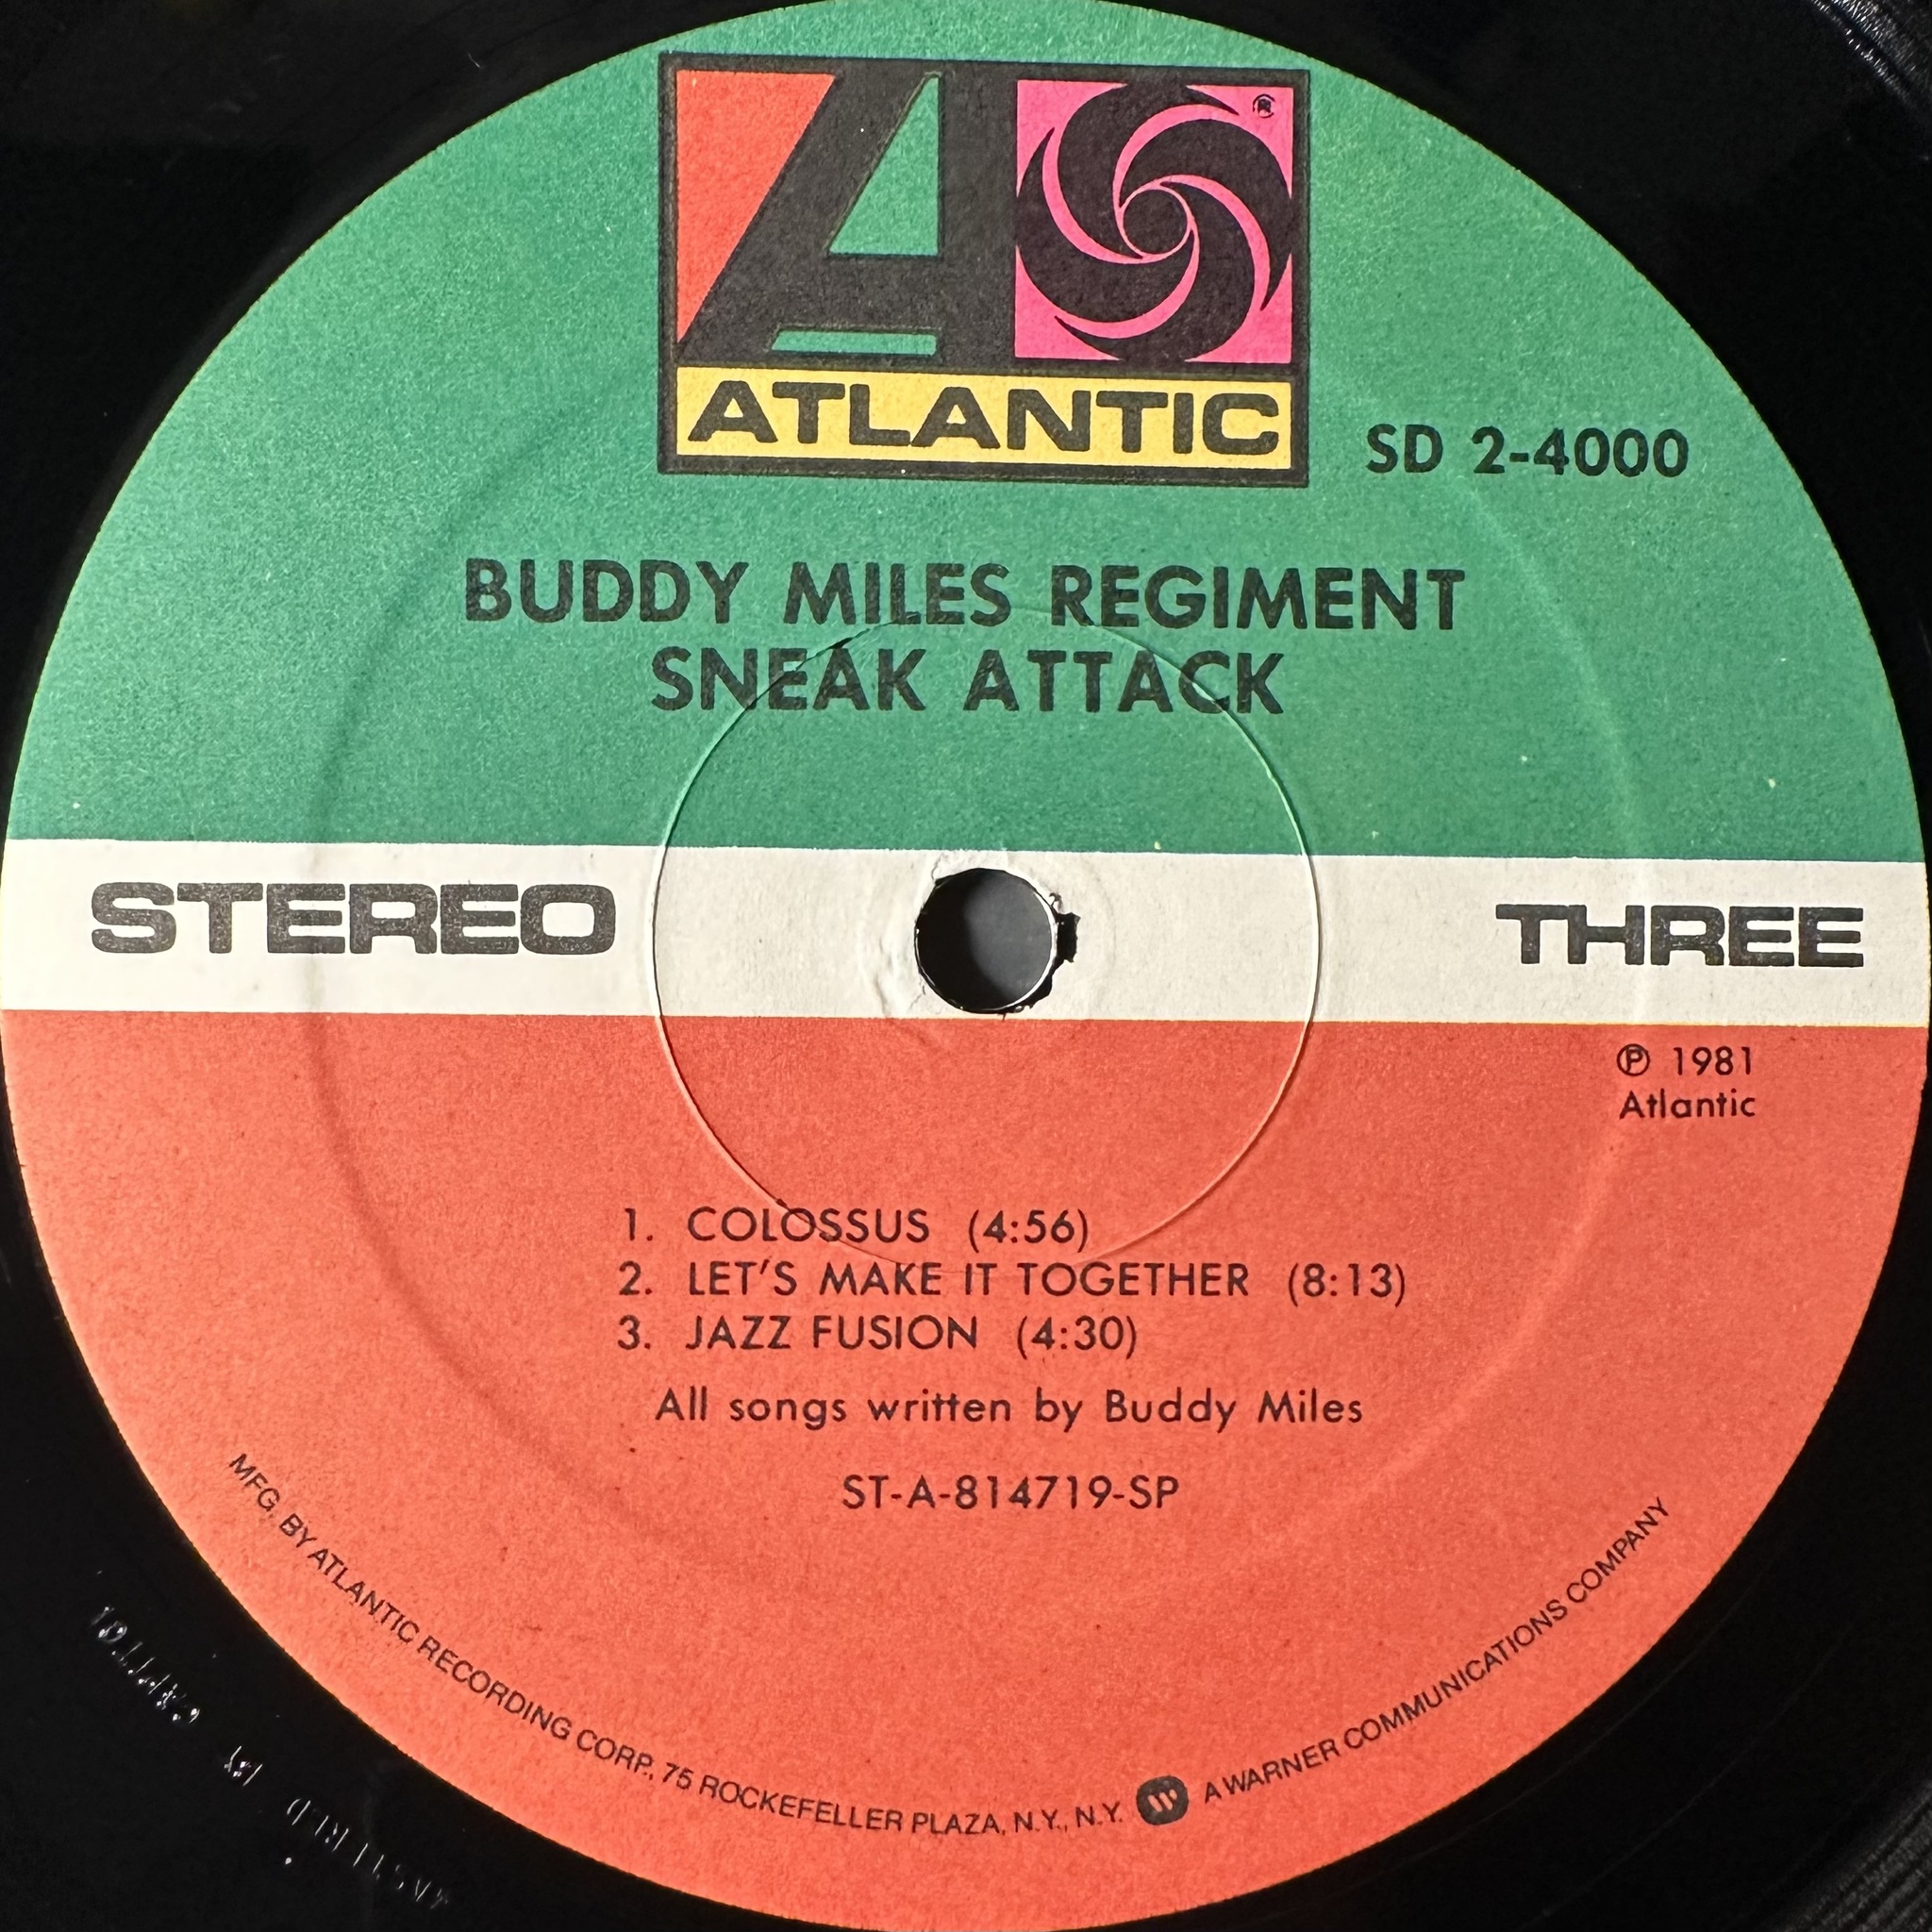 ®
ATLANTIC
SD 2-4000
BUDDY MILES REGIMENT
SNEAK ATTACK
STEREO
THREE
℗ 1981
Atlantic
1. COLOSSUS (4:56)
2. LET'S MAKE IT TOGETHER (8:13)
3. JAZZ FUSION (4:30)
All songs written by Buddy Miles
ST-A-814719-SP
MFG. BY ATLANTIC RECORDING CORP., 75 ROCKEFELLER PLAZA, N.Y., N.Y. A WARNER COMMUNICATIONS COMPANY